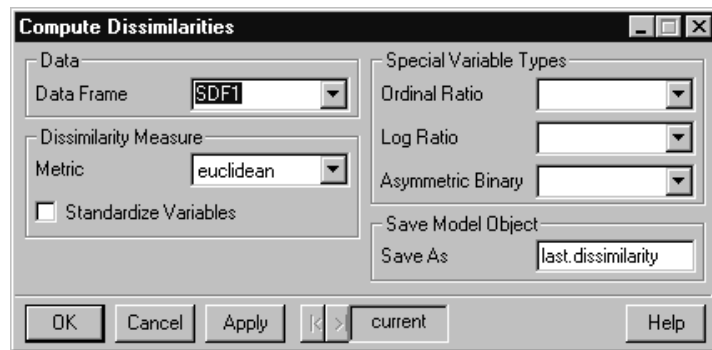 Compute Dissimilarities
Data
Data Frame SDF1
Dissimilarity Measure
Metric euclidean
Standardize Variables
Special Variable Types
Ordinal Ratio
Log Ratio
Asymmetric Binary
Save Model Object
Save As last.dissimilarity
OK Cancel Apply current Help